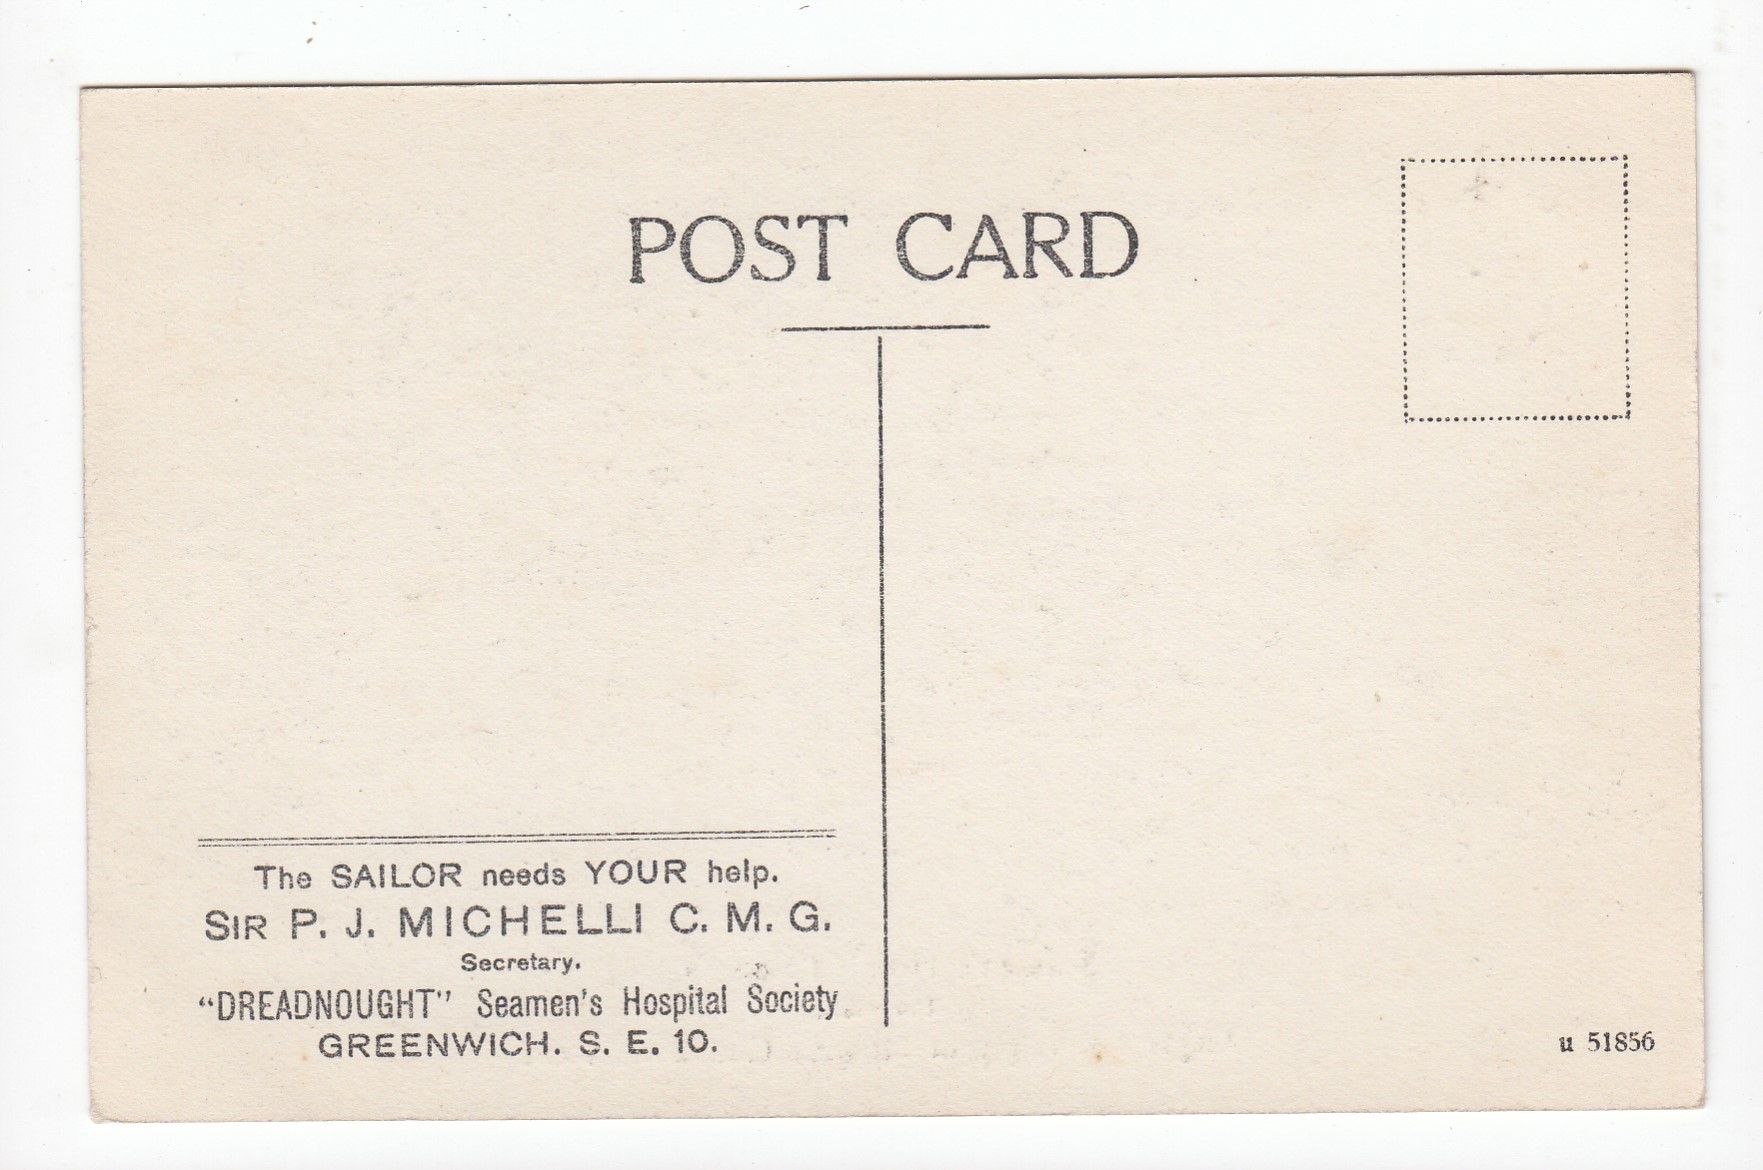 POST CARD
The SAILOR needs YOUR help.
SIR P. J. MICHELLI C. M. G.
Secretary.
“DREADNOUGHT” Seamen's Hospital Society
GREENWICH. S. E. 10.
u 51856